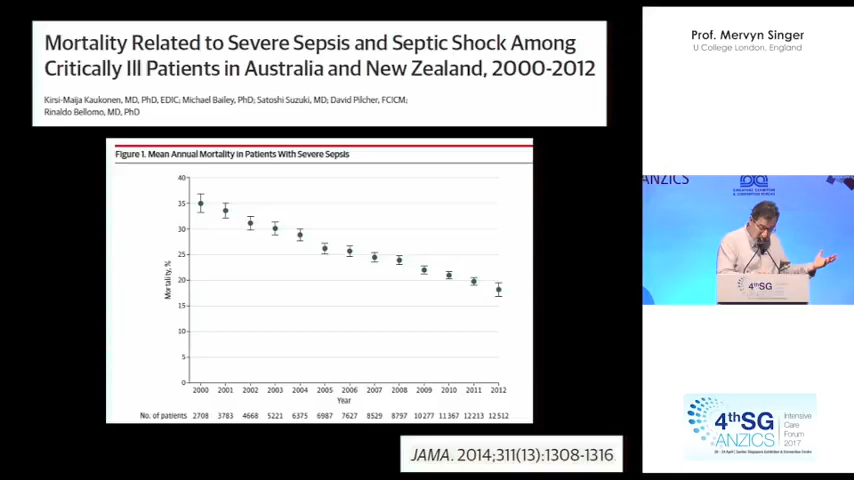 Mortality Related to Severe Sepsis and Septic Shock Among
Critically Ill Patients in Australia and New Zealand, 2000-2012
Kirsi-Maija Kaukonen, MD, PhD, EDIC; Michael Bailey, PhD; Satoshi Suzuki, MD; David Pilcher, FCICM;
Rinaldo Bellomo, MD, PhD
Figure 1. Mean Annual Mortality in Patients With Severe Sepsis
Mortality, %
40
35
30
25
20
15
10
5
0
2000 2001 2002 2003 2004 2005 2006 2007 2008 2009 2010 2011 2012
Year
No. of patients 2708 3783 4668 5221 6375 6987 7627 8529 8797 10277 11367 12213 12512
JAMA. 2014;311(13):1308-1316
Prof. Mervyn Singer
U College London, England
ANZICS
4thSG
4thSG
ANZICS
Intensive
Care
Forum
2017